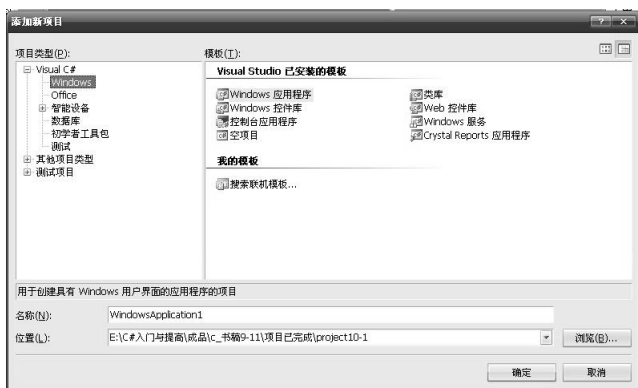 添加新项目
项目类型(P):
模板(T):
Visual C#
Windows
Office
智能设备
数据库
初学者工具包
测试
其他项目类型
测试项目
Visual Studio 已安装的模板
Windows 应用程序
类库
Windows 控件库
Web 控件库
控制台应用程序
Windows 服务
空项目
Crystal Reports 应用程序
我的模板
搜索联机模板...
用于创建具有 Windows 用户界面的应用程序的项目
名称(N):
WindowsApplication1
位置(L):
E:\C#入门与提高\成品\c_书稿9-11\项目已完成\project10-1
浏览(B)...
确定
取消